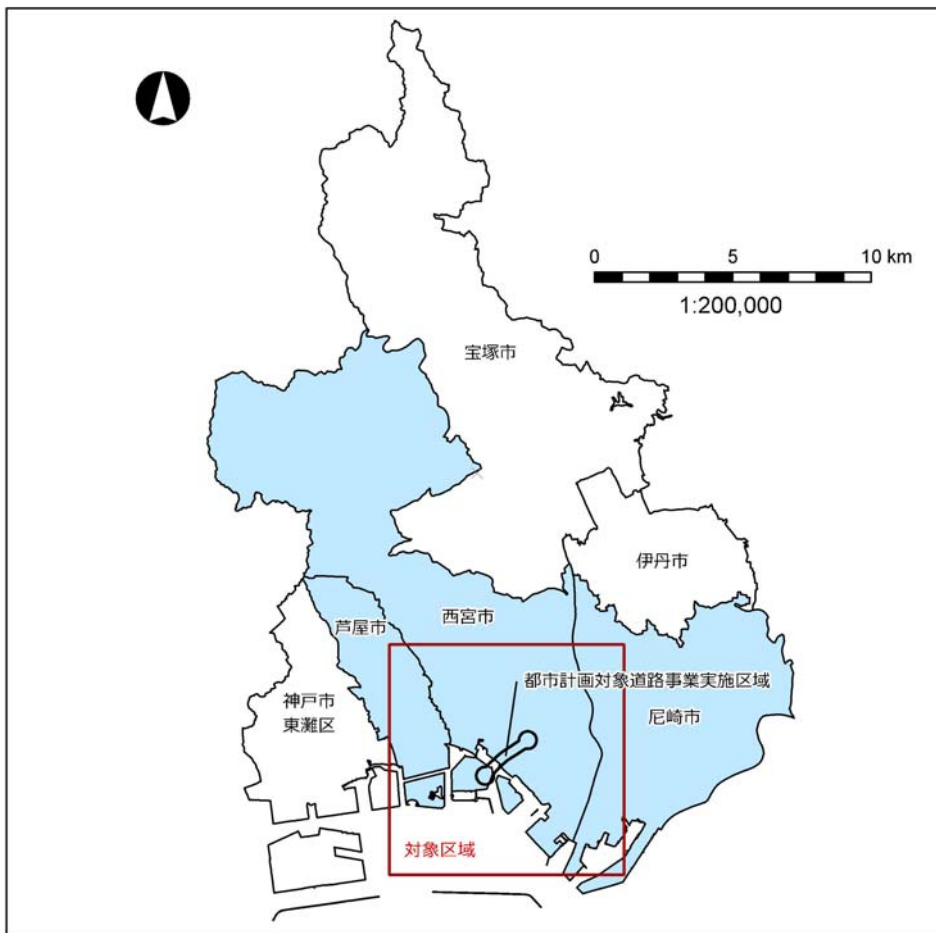 0 5 10 km
1:200,000
宝塚市
伊丹市
西宮市
芦屋市
都市計画対象道路事業実施区域
神戸市
東灘区
尼崎市
対象区域